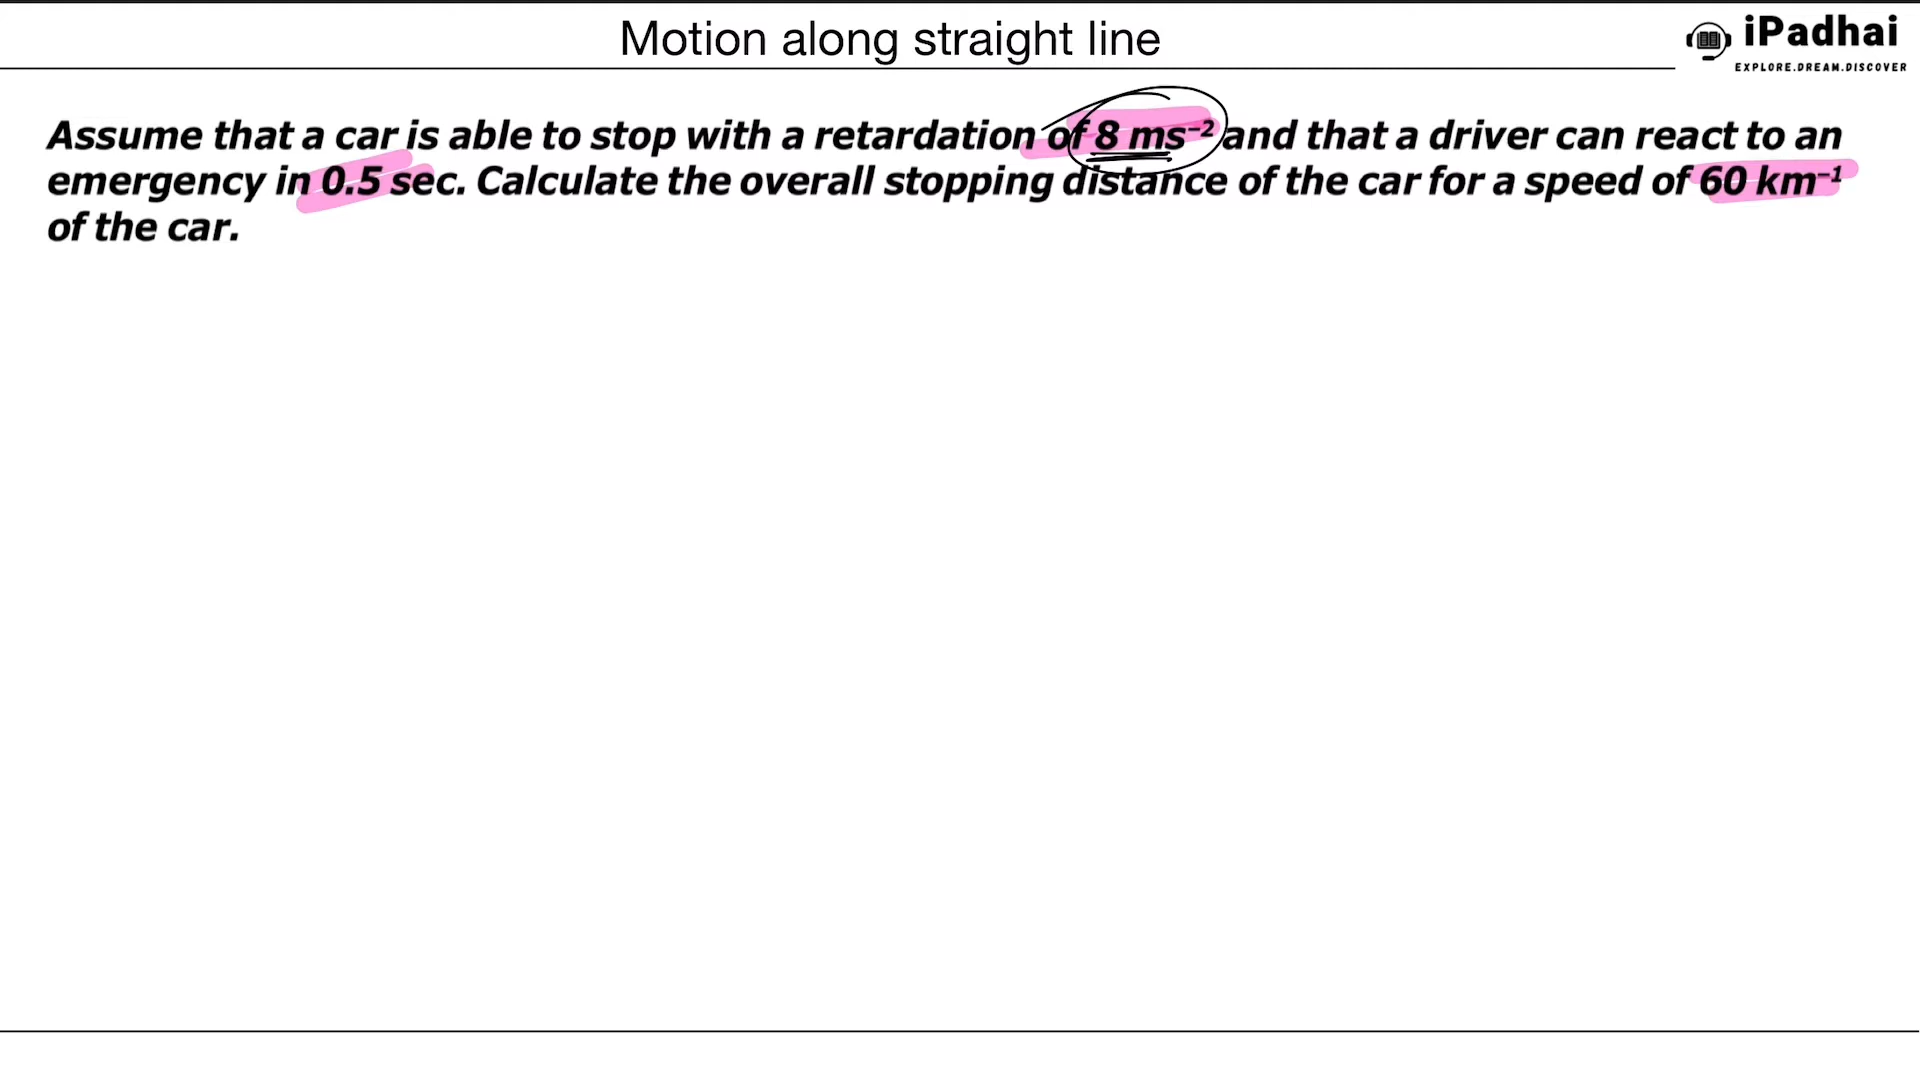 Motion along straight line
iPadhai
EXPLORE.DREAM.DISCOVER
Assume that a car is able to stop with a retardation of 8 ms⁻² and that a driver can react to an
emergency in 0.5 sec. Calculate the overall stopping distance of the car for a speed of 60 km⁻¹
of the car.